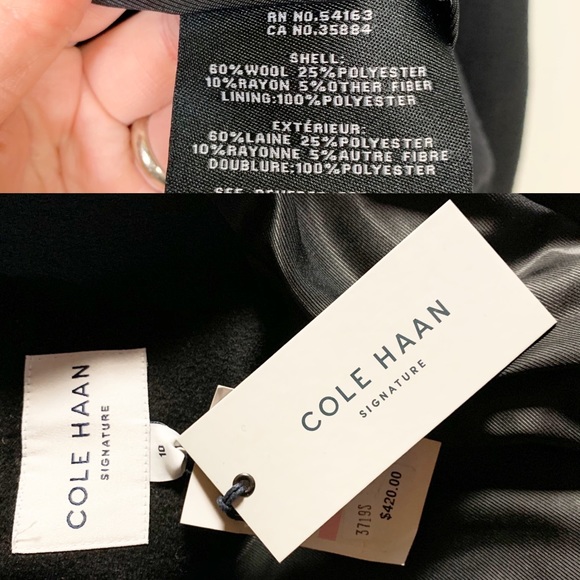 RN NO.54163
CA NO.35884
SHELL:
60%WOOL 25%POLYESTER
10%RAYON 5%OTHER FIBER
LINING:100%POLYESTER
EXTÉRIEUR:
60%LAINE 25%POLYESTER
10%RAYONNE 5%AUTRE FIBRE
DOUBLURE:100%POLYESTER
COLE HAAN
SIGNATURE
10
COLE HAAN
SIGNATURE
3719S
$420.00